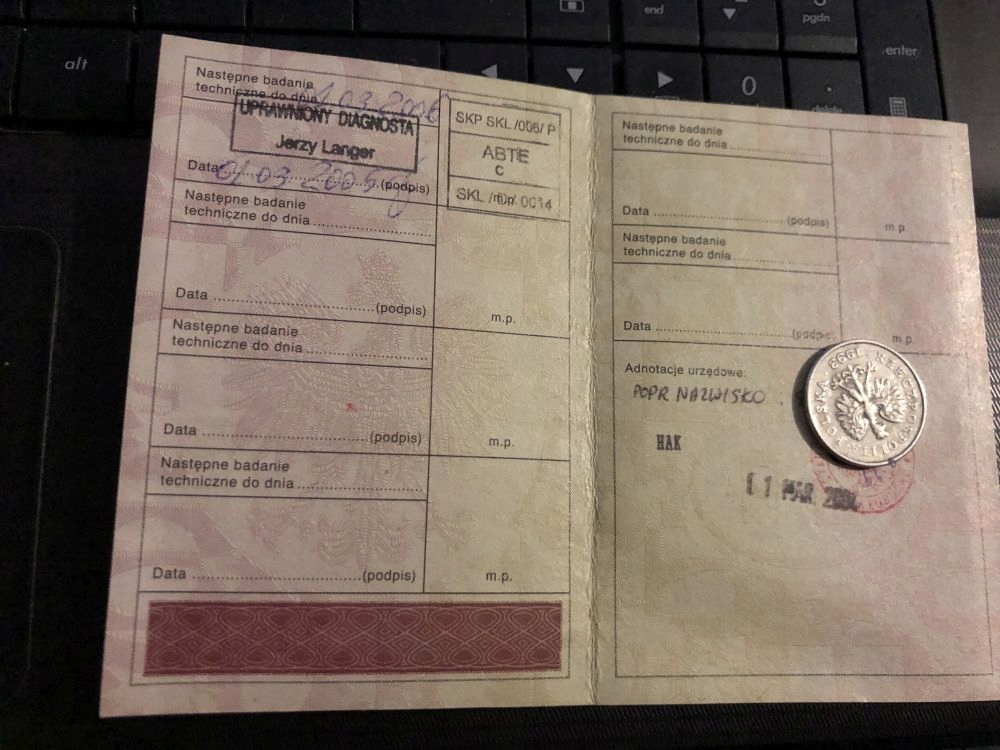 alt
end
pgdn
enter
0
Następne badanie
techniczne do dnia 03 2006
UPRAWNIONY DIAGNOSTA
Jerzy Langer
Data 01 03 2005 (podpis)
SKP SKL /006/ P
ABTE
C
SKL / 0014
m.p.
Następne badanie
techniczne do dnia
Data (podpis)
m.p.
Następne badanie
techniczne do dnia
Data (podpis)
m.p.
Następne badanie
techniczne do dnia
Data (podpis)
m.p.
Następne badanie
techniczne do dnia
Data (podpis)
m.p.
Następne badanie
techniczne do dnia
Data (podpis)
m.p.
Adnotacje urzędowe:
POPR NAZWISKO
HAK
MAR
RZECZPOSPOLITA POLSKA 1993